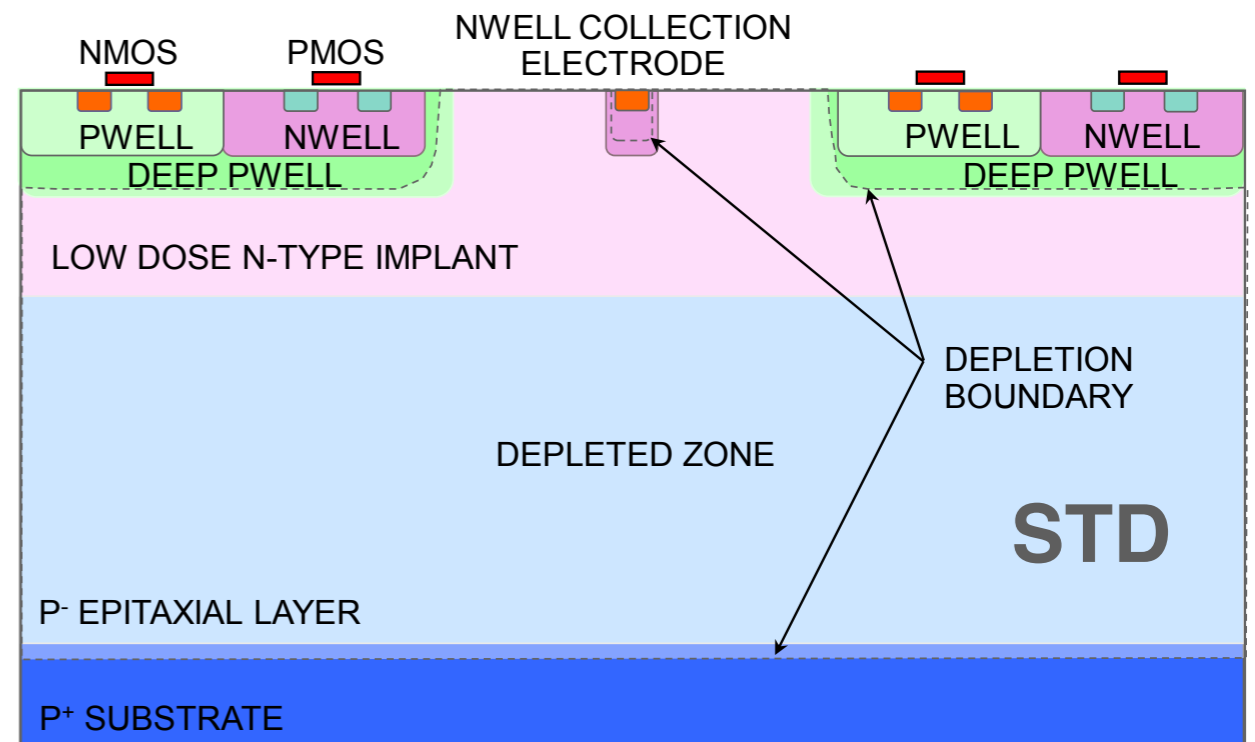 NWELL COLLECTION
ELECTRODE
NMOS
PMOS
PWELL
NWELL
PWELL
NWELL
DEEP PWELL
DEEP PWELL
LOW DOSE N-TYPE IMPLANT
DEPLETION
BOUNDARY
DEPLETED ZONE
STD
P- EPITAXIAL LAYER
P+ SUBSTRATE